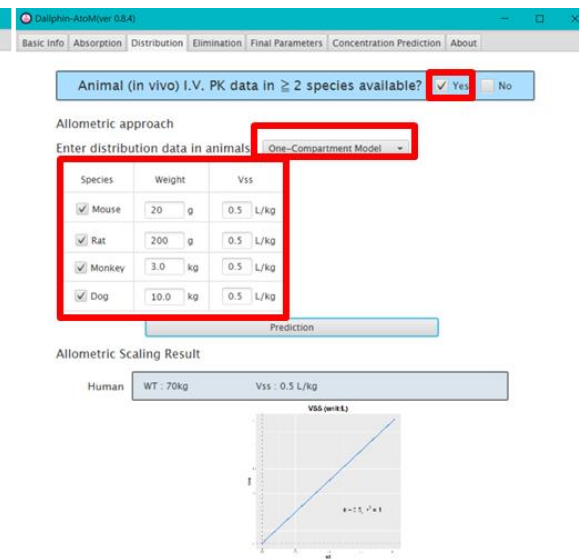 Dallphin-AtoM(ver 0.8.4)
Basic Info Absorption Distribution Elimination Final Parameters Concentration Prediction About
Animal (in vivo) I.V. PK data in ≧ 2 species available? Yes No
Allometric approach
Enter distribution data in animals One-Compartment Model
Species Weight Vss
Mouse 20 g 0.5 L/kg
Rat 200 g 0.5 L/kg
Monkey 3.0 kg 0.5 L/kg
Dog 10.0 kg 0.5 L/kg
Prediction
Allometric Scaling Result
Human WT : 70kg Vss : 0.5 L/kg
VSS (unit:L)